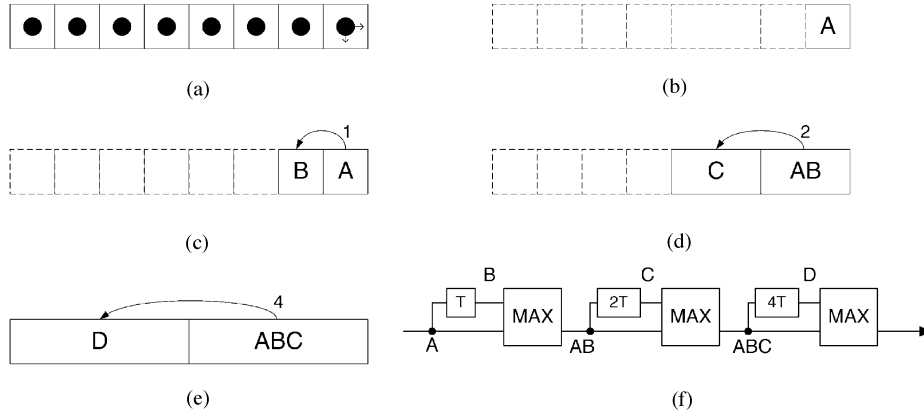 A
(a)
(b)
1
B A
2
C AB
(c)
(d)
4
D ABC
(e)
B C D
T MAX 2T MAX 4T MAX
A AB ABC
(f)